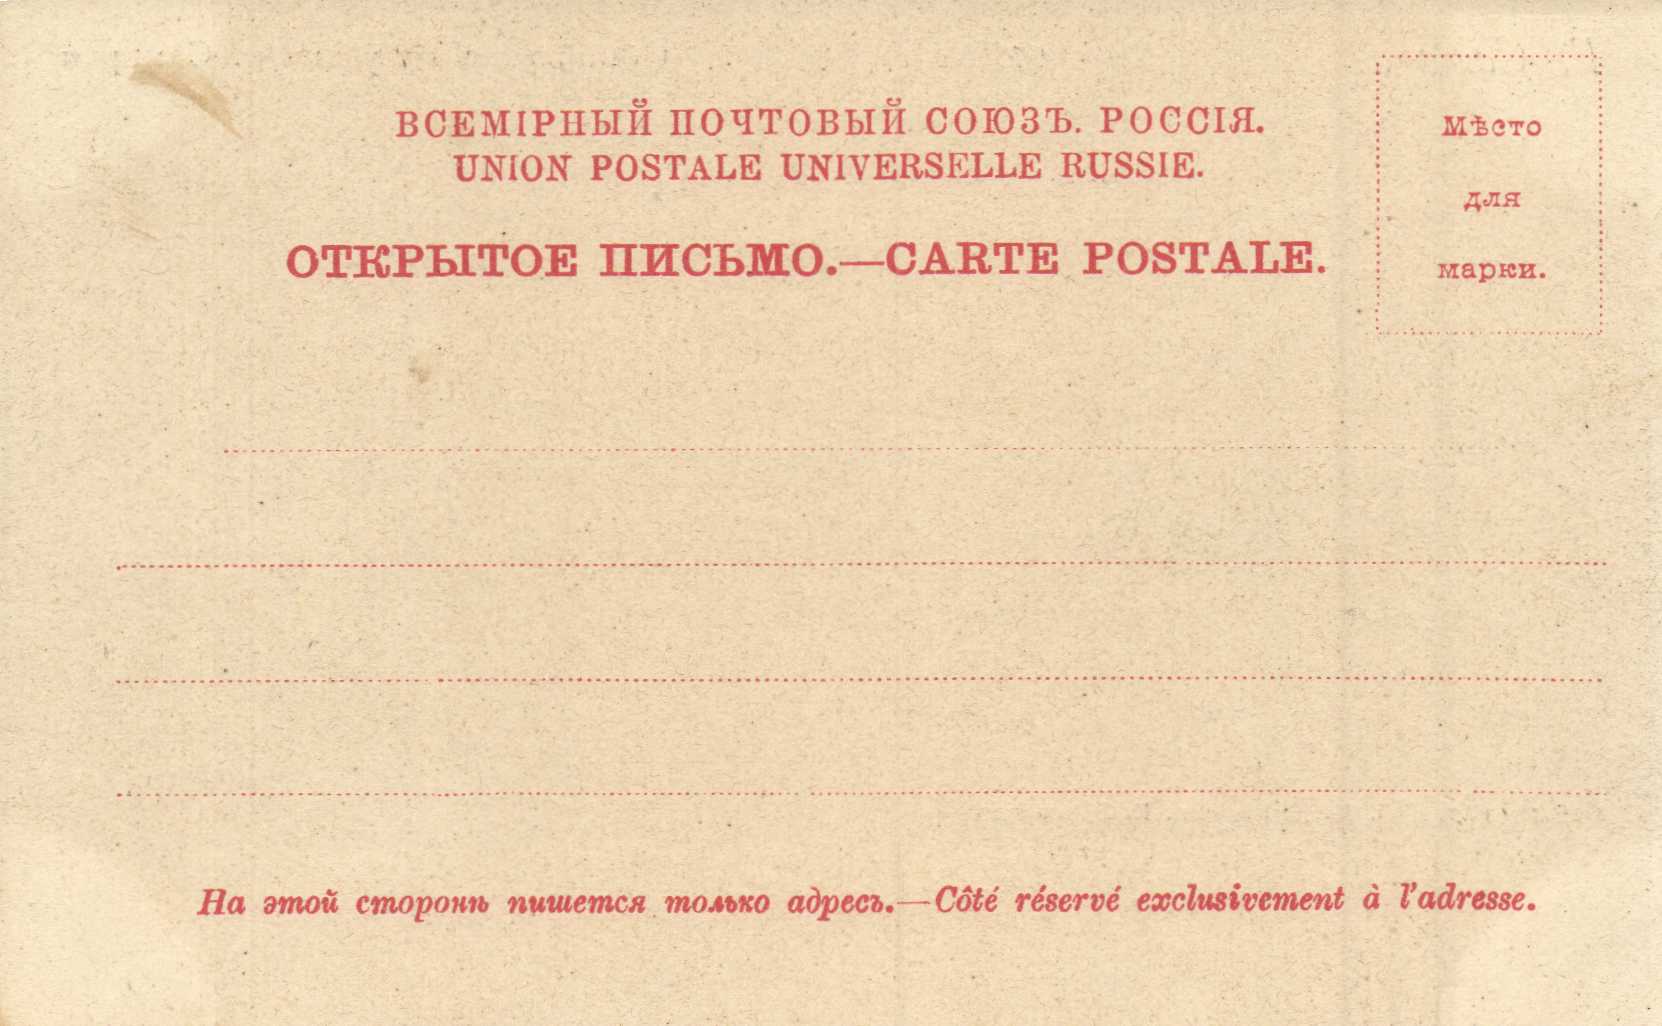 ВСЕМІРНЫЙ ПОЧТОВЫЙ СОЮЗЪ. РОССІЯ.
UNION POSTALE UNIVERSELLE RUSSIE.
ОТКРЫТОЕ ПИСЬМО.—CARTE POSTALE.
Мѣсто
для
марки.
На этой сторонѣ пишется только адресъ.—Côté réservé exclusivement à l'adresse.